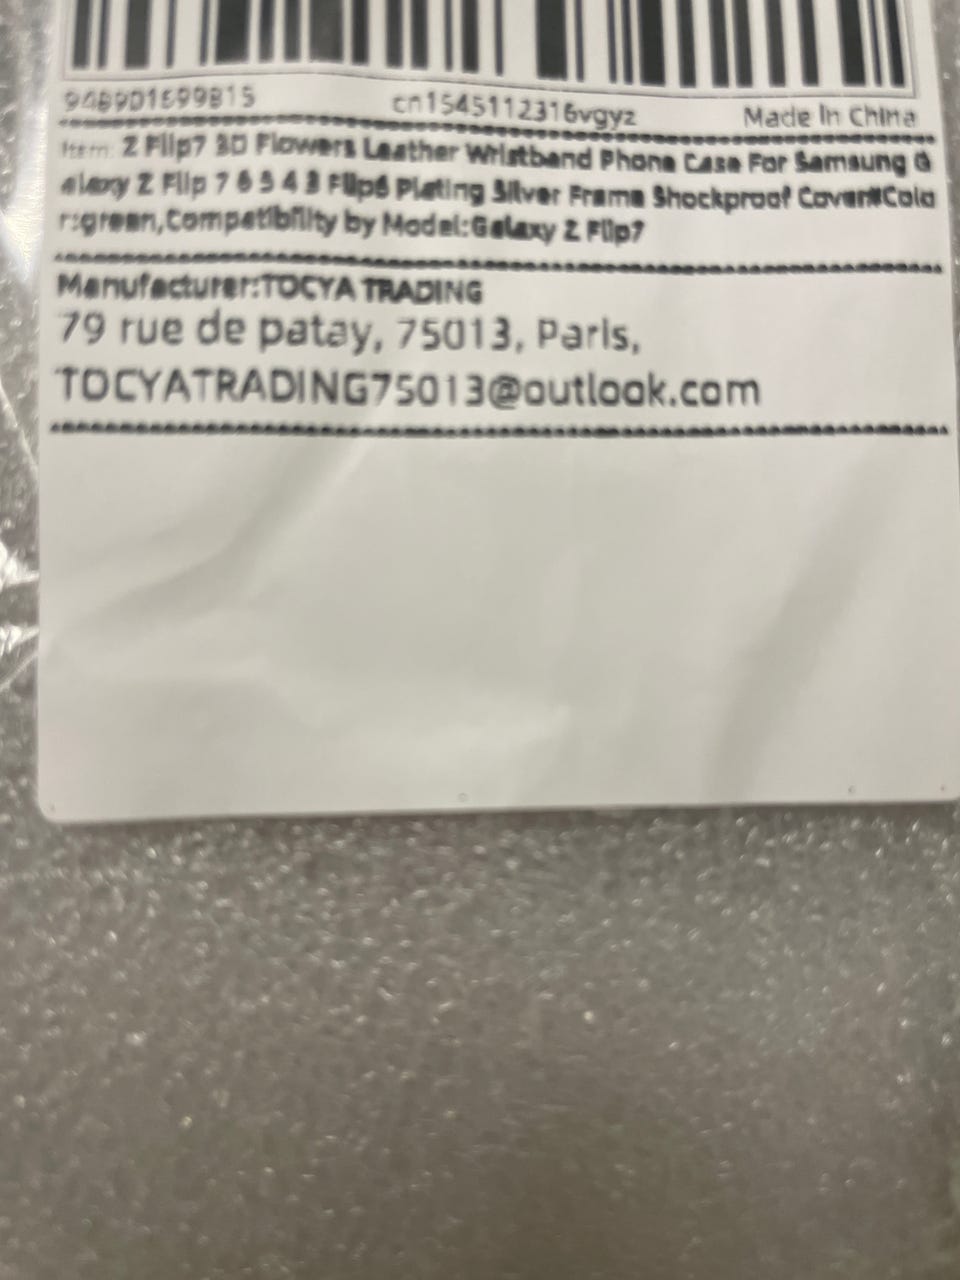 cn1545112316vgyz Made In China
Item: Z Flip7 3D Flowers Leather Wristband Phone Case For Samsung G
alaxy Z Flip 7 6 5 4 3 Flip6 Plating Silver Frame Shockproof Cover#Colo
r:green,Compatibility by Model:Galaxy Z Flip7
Manufacturer:TOCYA TRADING
79 rue de patay, 75013, Paris,
TOCYATRADING75013@outlook.com